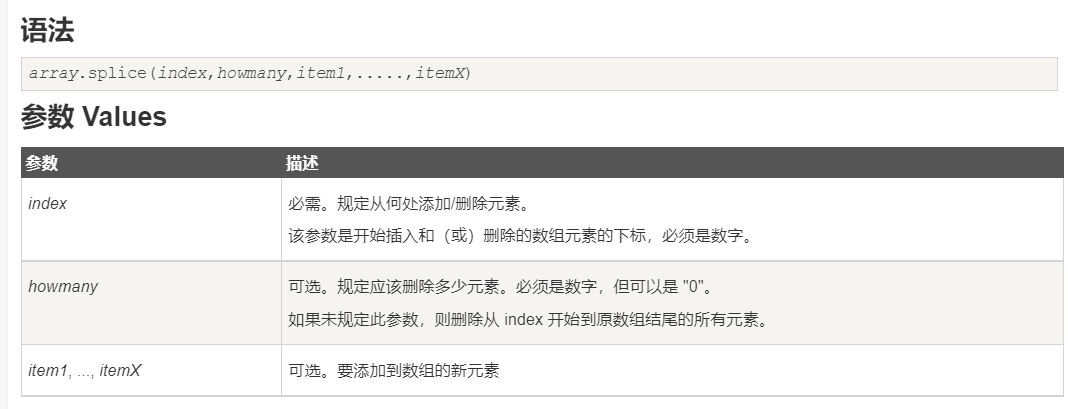 语法
array.splice(index,howmany,item1,.....,itemX)
参数 Values
参数 描述
index 必需。规定从何处添加/删除元素。
该参数是开始插入和（或）删除的数组元素的下标，必须是数字。
howmany 可选。规定应该删除多少元素。必须是数字，但可以是 "0"。
如果未规定此参数，则删除从 index 开始到原数组结尾的所有元素。
item1, ..., itemX 可选。要添加到数组的新元素